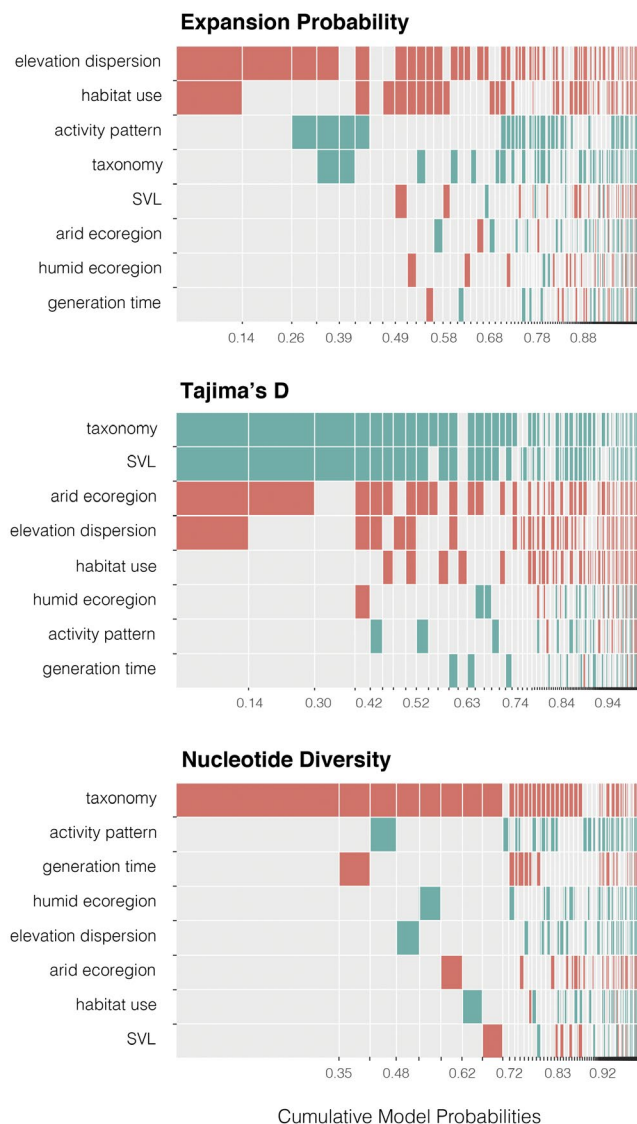 Expansion Probability
elevation dispersion
habitat use
activity pattern
taxonomy
SVL
arid ecoregion
humid ecoregion
generation time
0.14 0.26 0.39 0.49 0.58 0.68 0.78 0.88
Tajima's D
taxonomy
SVL
arid ecoregion
elevation dispersion
habitat use
humid ecoregion
activity pattern
generation time
0.14 0.30 0.42 0.52 0.63 0.74 0.84 0.94
Nucleotide Diversity
taxonomy
activity pattern
generation time
humid ecoregion
elevation dispersion
arid ecoregion
habitat use
SVL
0.35 0.48 0.62 0.72 0.83 0.92
Cumulative Model Probabilities